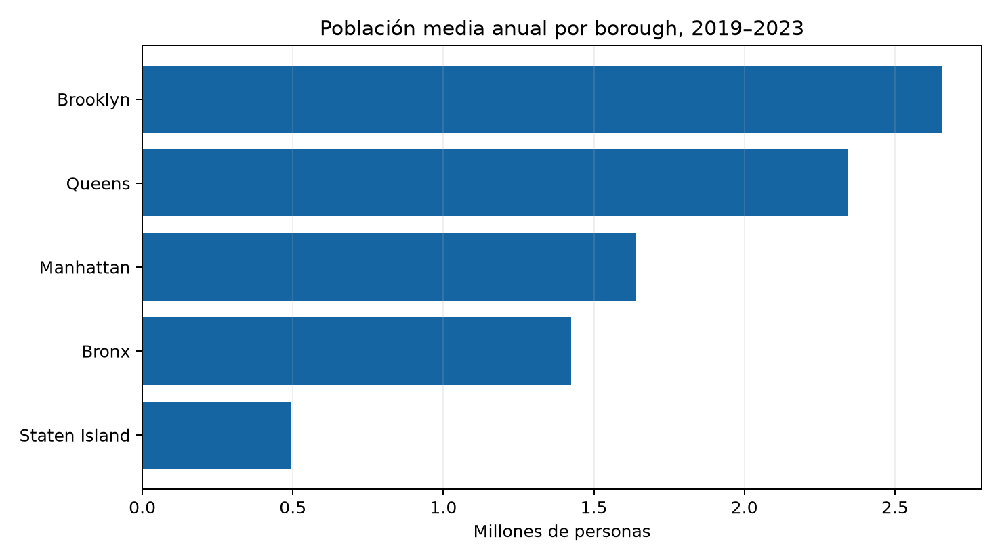 Población media anual por borough, 2019–2023
Brooklyn
Queens
Manhattan
Bronx
Staten Island
0.0 0.5 1.0 1.5 2.0 2.5
Millones de personas